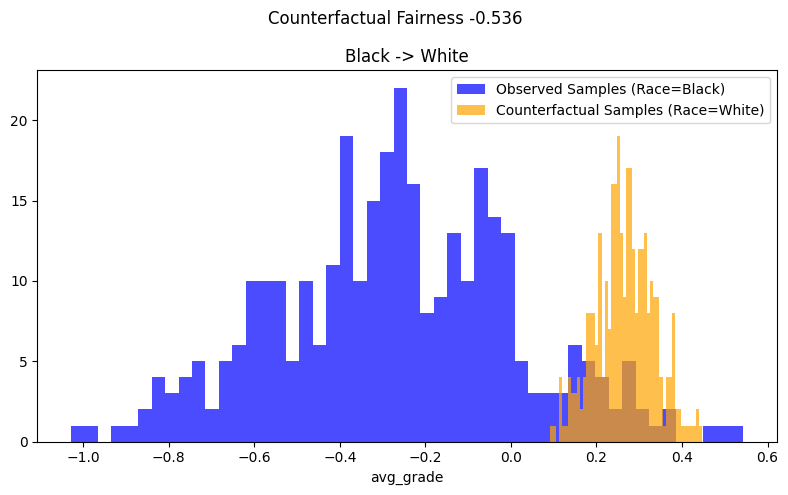 Counterfactual Fairness -0.536
Black -> White
Observed Samples (Race=Black)
Counterfactual Samples (Race=White)
20
15
10
5
0
−1.0 −0.8 −0.6 −0.4 −0.2 0.0 0.2 0.4 0.6
avg_grade